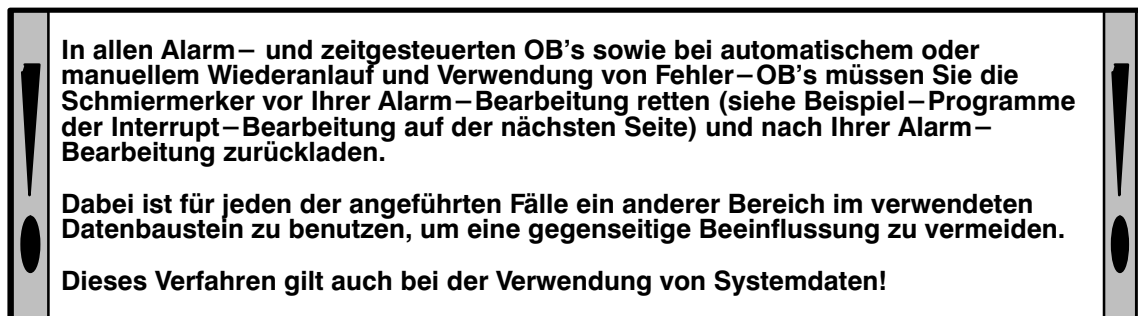 In allen Alarm– und zeitgesteuerten OB's sowie bei automatischem oder
manuellem Wiederanlauf und Verwendung von Fehler–OB's müssen Sie die
Schmiermerker vor Ihrer Alarm–Bearbeitung retten (siehe Beispiel–Programme
der Interrupt–Bearbeitung auf der nächsten Seite) und nach Ihrer Alarm–
Bearbeitung zurückladen.
Dabei ist für jeden der angeführten Fälle ein anderer Bereich im verwendeten
Datenbaustein zu benutzen, um eine gegenseitige Beeinflussung zu vermeiden.
Dieses Verfahren gilt auch bei der Verwendung von Systemdaten!